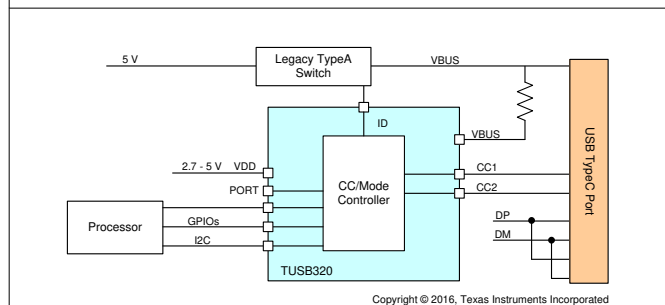 5 V
Legacy TypeA
Switch
VBUS
ID
VBUS
2.7 - 5 V VDD
PORT
CC/Mode
Controller
CC1
CC2
Processor
GPIOs
I2C
DP
DM
TUSB320
USB TypeC Port
Copyright © 2016, Texas Instruments Incorporated